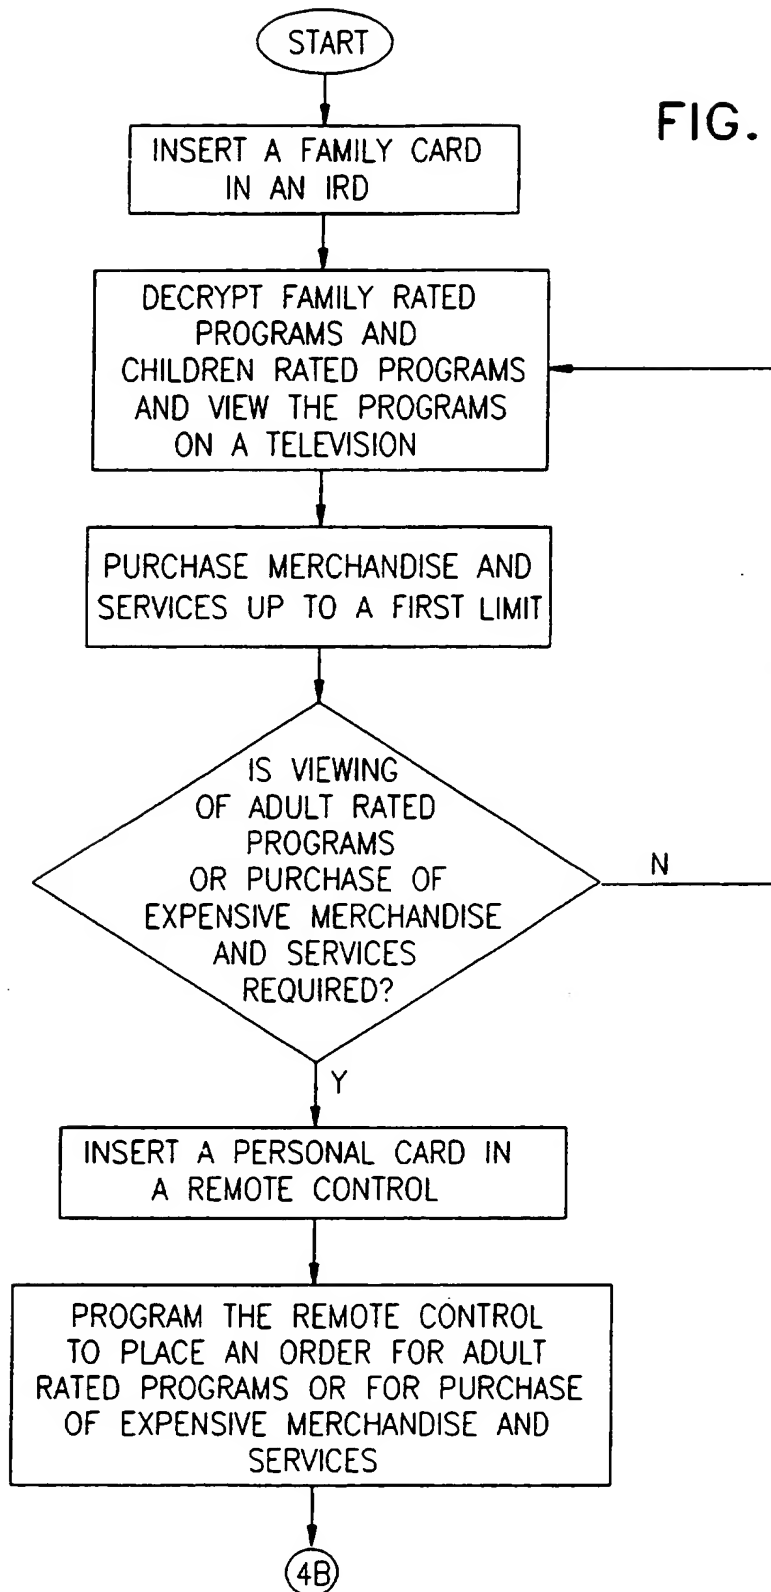 START
FIG.
INSERT A FAMILY CARD
IN AN IRD
DECRYPT FAMILY RATED
PROGRAMS AND
CHILDREN RATED PROGRAMS
AND VIEW THE PROGRAMS
ON A TELEVISION
PURCHASE MERCHANDISE AND
SERVICES UP TO A FIRST LIMIT
IS VIEWING
OF ADULT RATED
PROGRAMS
OR PURCHASE OF
EXPENSIVE MERCHANDISE
AND SERVICES
REQUIRED?
N
Y
INSERT A PERSONAL CARD IN
A REMOTE CONTROL
PROGRAM THE REMOTE CONTROL
TO PLACE AN ORDER FOR ADULT
RATED PROGRAMS OR FOR PURCHASE
OF EXPENSIVE MERCHANDISE AND
SERVICES
4B